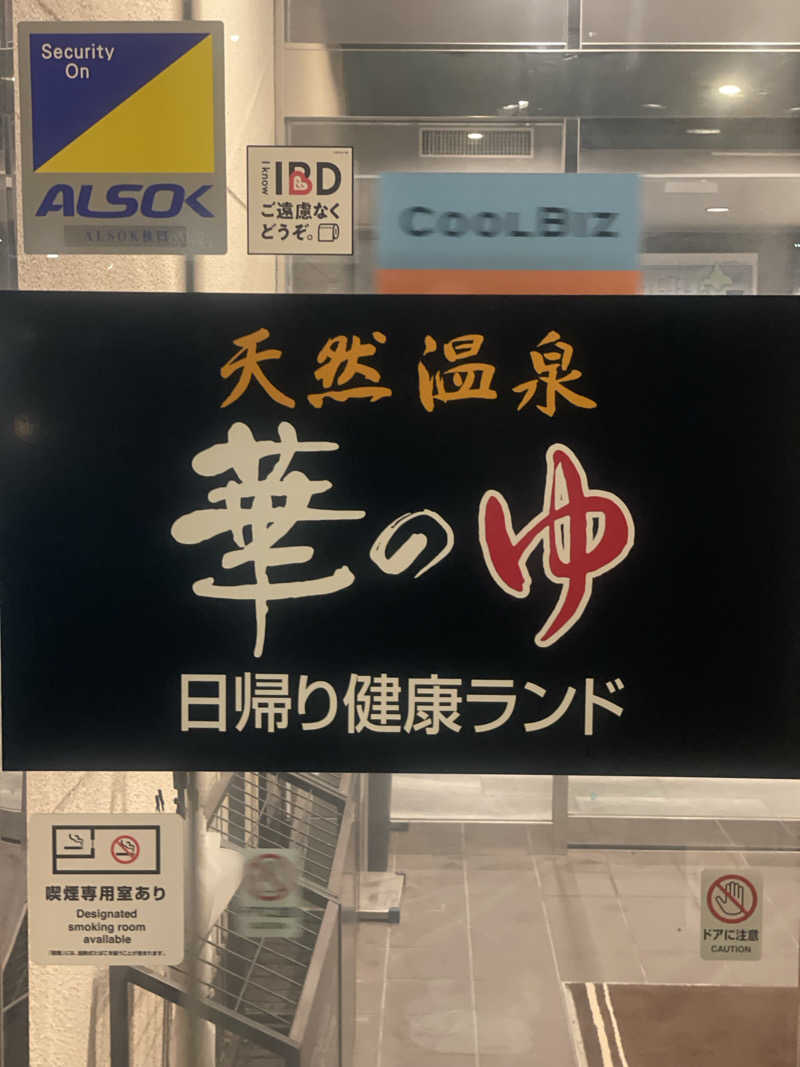 Security
On
ALSOK
I know
IBD
ご遠慮なく
どうぞ。
COOLBIZ
天然温泉
華のゆ
日帰り健康ランド
喫煙専用室あり
Designated
smoking room
available
ドアに注意
CAUTION